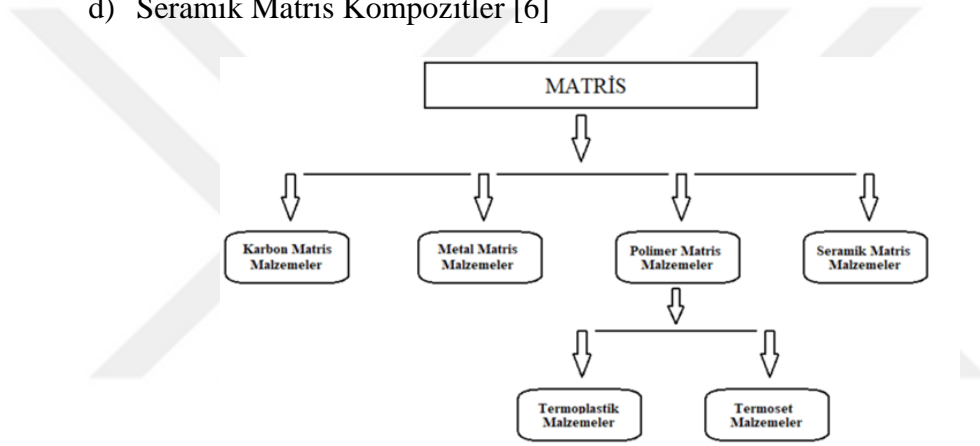 d) Seramik Matris Kompozitler [6]
MATRİS
Karbon Matris
Malzemeler
Metal Matris
Malzemeler
Polimer Matris
Malzemeler
Seramik Matris
Malzemeler
Termoplastik
Malzemeler
Termoset
Malzemeler